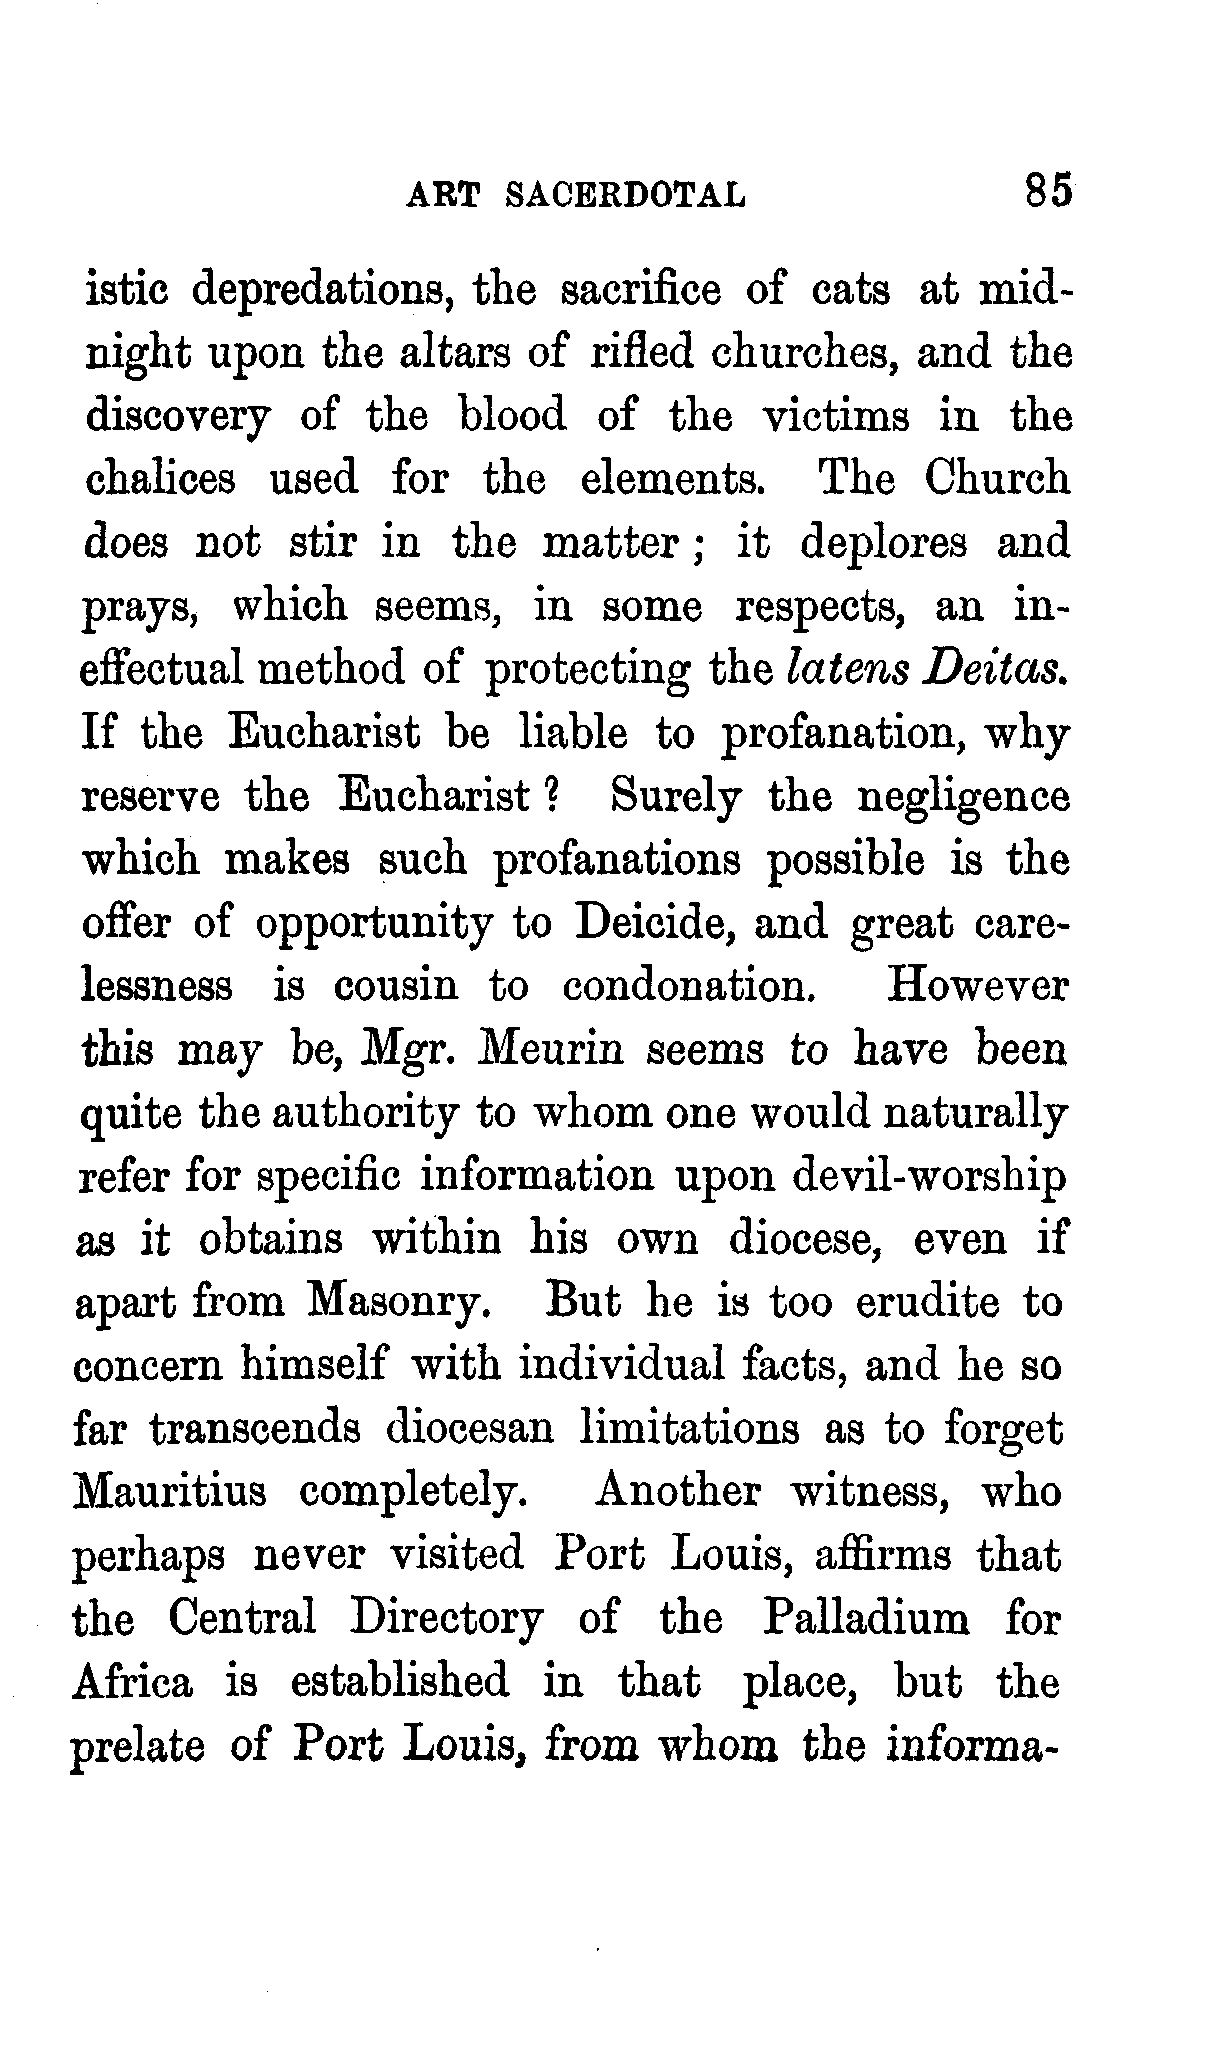 ART SACERDOTAL 85
istic depredations, the sacrifice of cats at mid-
night upon the altars of rifled churches, and the
discovery of the blood of the victims in the
chalices used for the elements. The Church
does not stir in the matter ; it deplores and
prays, which seems, in some respects, an in-
effectual method of protecting the latens Deitas.
If the Eucharist be liable to profanation, why
reserve the Eucharist ? Surely the negligence
which makes such profanations possible is the
offer of opportunity to Deicide, and great care-
lessness is cousin to condonation. However
this may be, Mgr. Meurin seems to have been
quite the authority to whom one would naturally
refer for specific information upon devil-worship
as it obtains within his own diocese, even if
apart from Masonry. But he is too erudite to
concern himself with individual facts, and he so
far transcends diocesan limitations as to forget
Mauritius completely. Another witness, who
perhaps never visited Port Louis, affirms that
the Central Directory of the Palladium for
Africa is established in that place, but the
prelate of Port Louis, from whom the informa-